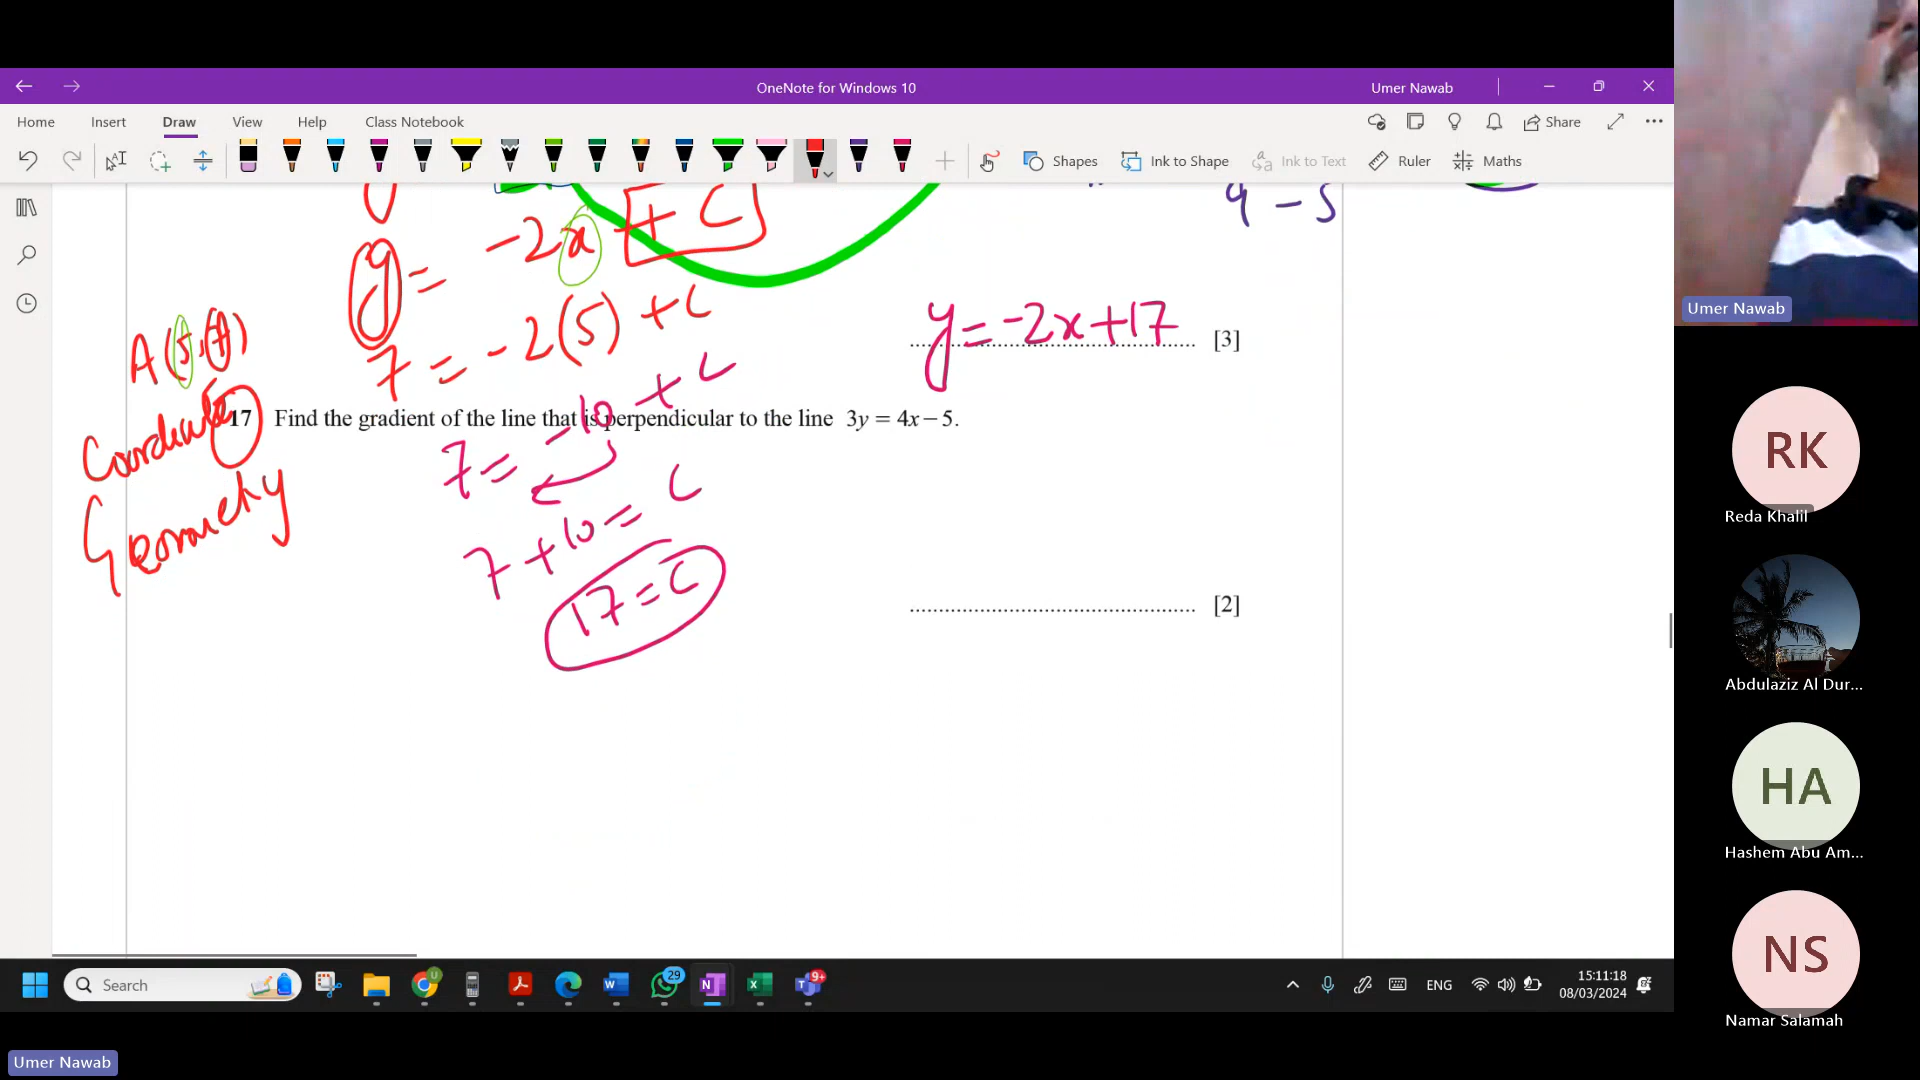 OneNote for Windows 10
Umer Nawab
Home Insert Draw View Help Class Notebook
Share
Shapes Ink to Shape Ink to Text Ruler Maths
9 - 5
y = -2x + C
A(5,7)
7 = -2(5) + C
y = -2x + 17 [3]
Coordinate
Geometry
17 Find the gradient of the line that is perpendicular to the line 3y = 4x − 5.
7 = -10 + C
7 + 10 = C
17 = C
[2]
Umer Nawab
RK
Reda Khalil
Abdulaziz Al Dur...
HA
Hashem Abu Am...
NS
Namar Salamah
Search
U
29
9+
ENG
15:11:18
08/03/2024
Umer Nawab